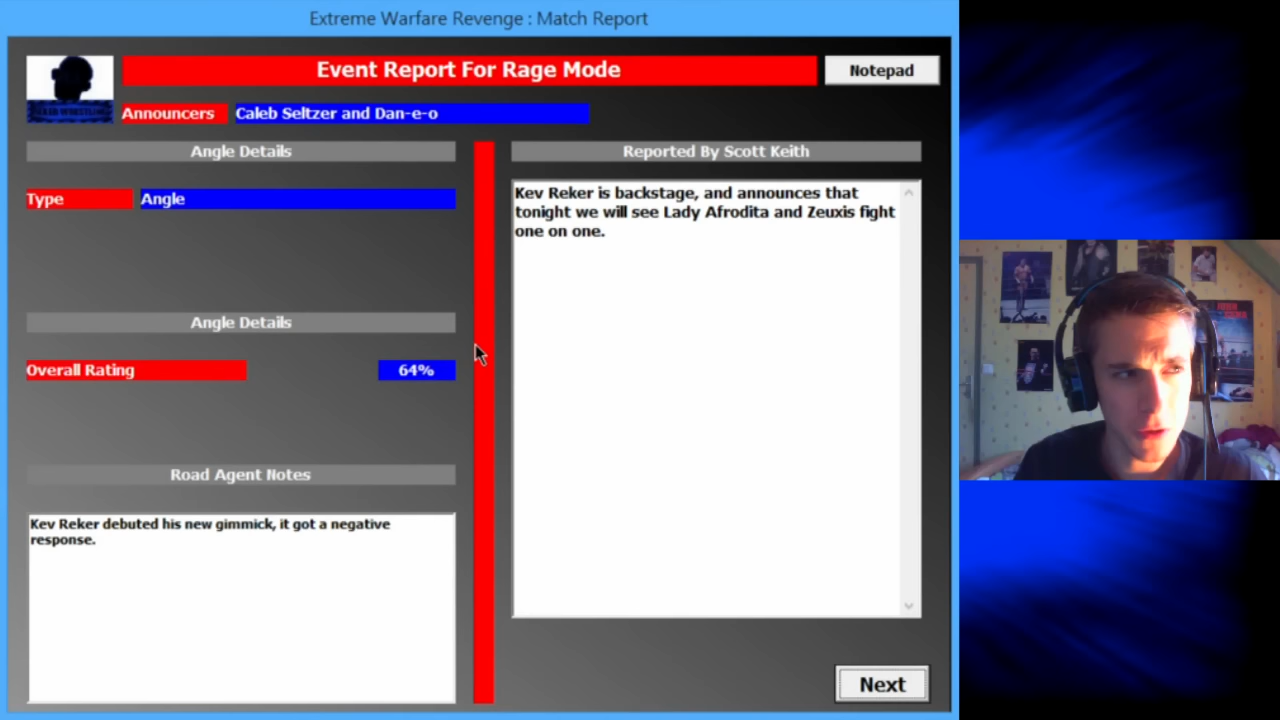 Extreme Warfare Revenge : Match Report
Event Report For Rage Mode
Notepad
Announcers
Caleb Seltzer and Dan-e-o
Angle Details
Reported By Scott Keith
Type
Angle
Kev Reker is backstage, and announces that
tonight we will see Lady Afrodita and Zeuxis fight
one on one.
Angle Details
Overall Rating
64%
Road Agent Notes
Kev Reker debuted his new gimmick, it got a negative
response.
Next